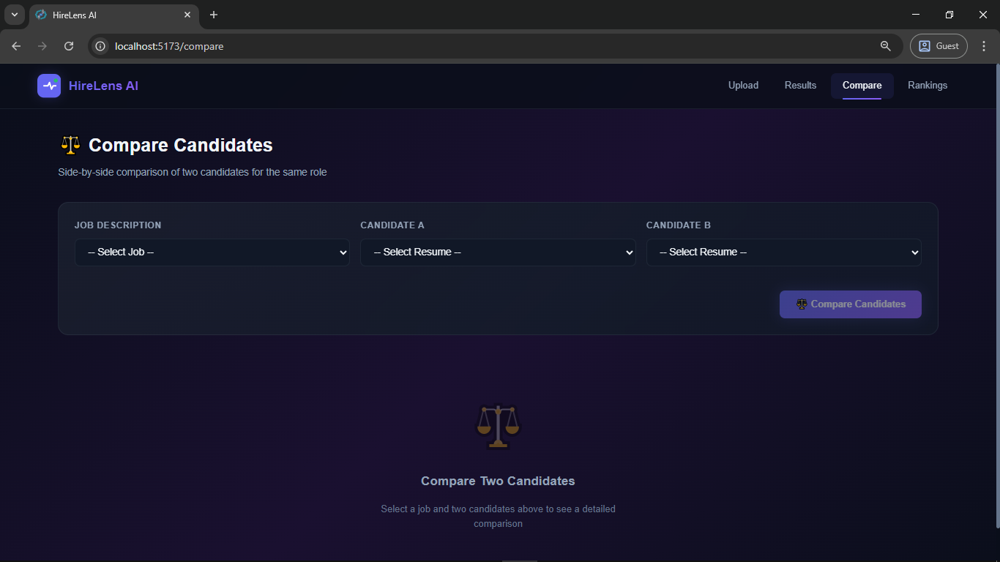 HireLens AI
localhost:5173/compare
Guest
HireLens AI
Upload
Results
Compare
Rankings
Compare Candidates
Side-by-side comparison of two candidates for the same role
JOB DESCRIPTION
CANDIDATE A
CANDIDATE B
-- Select Job --
-- Select Resume --
-- Select Resume --
Compare Candidates
Compare Two Candidates
Select a job and two candidates above to see a detailed
comparison